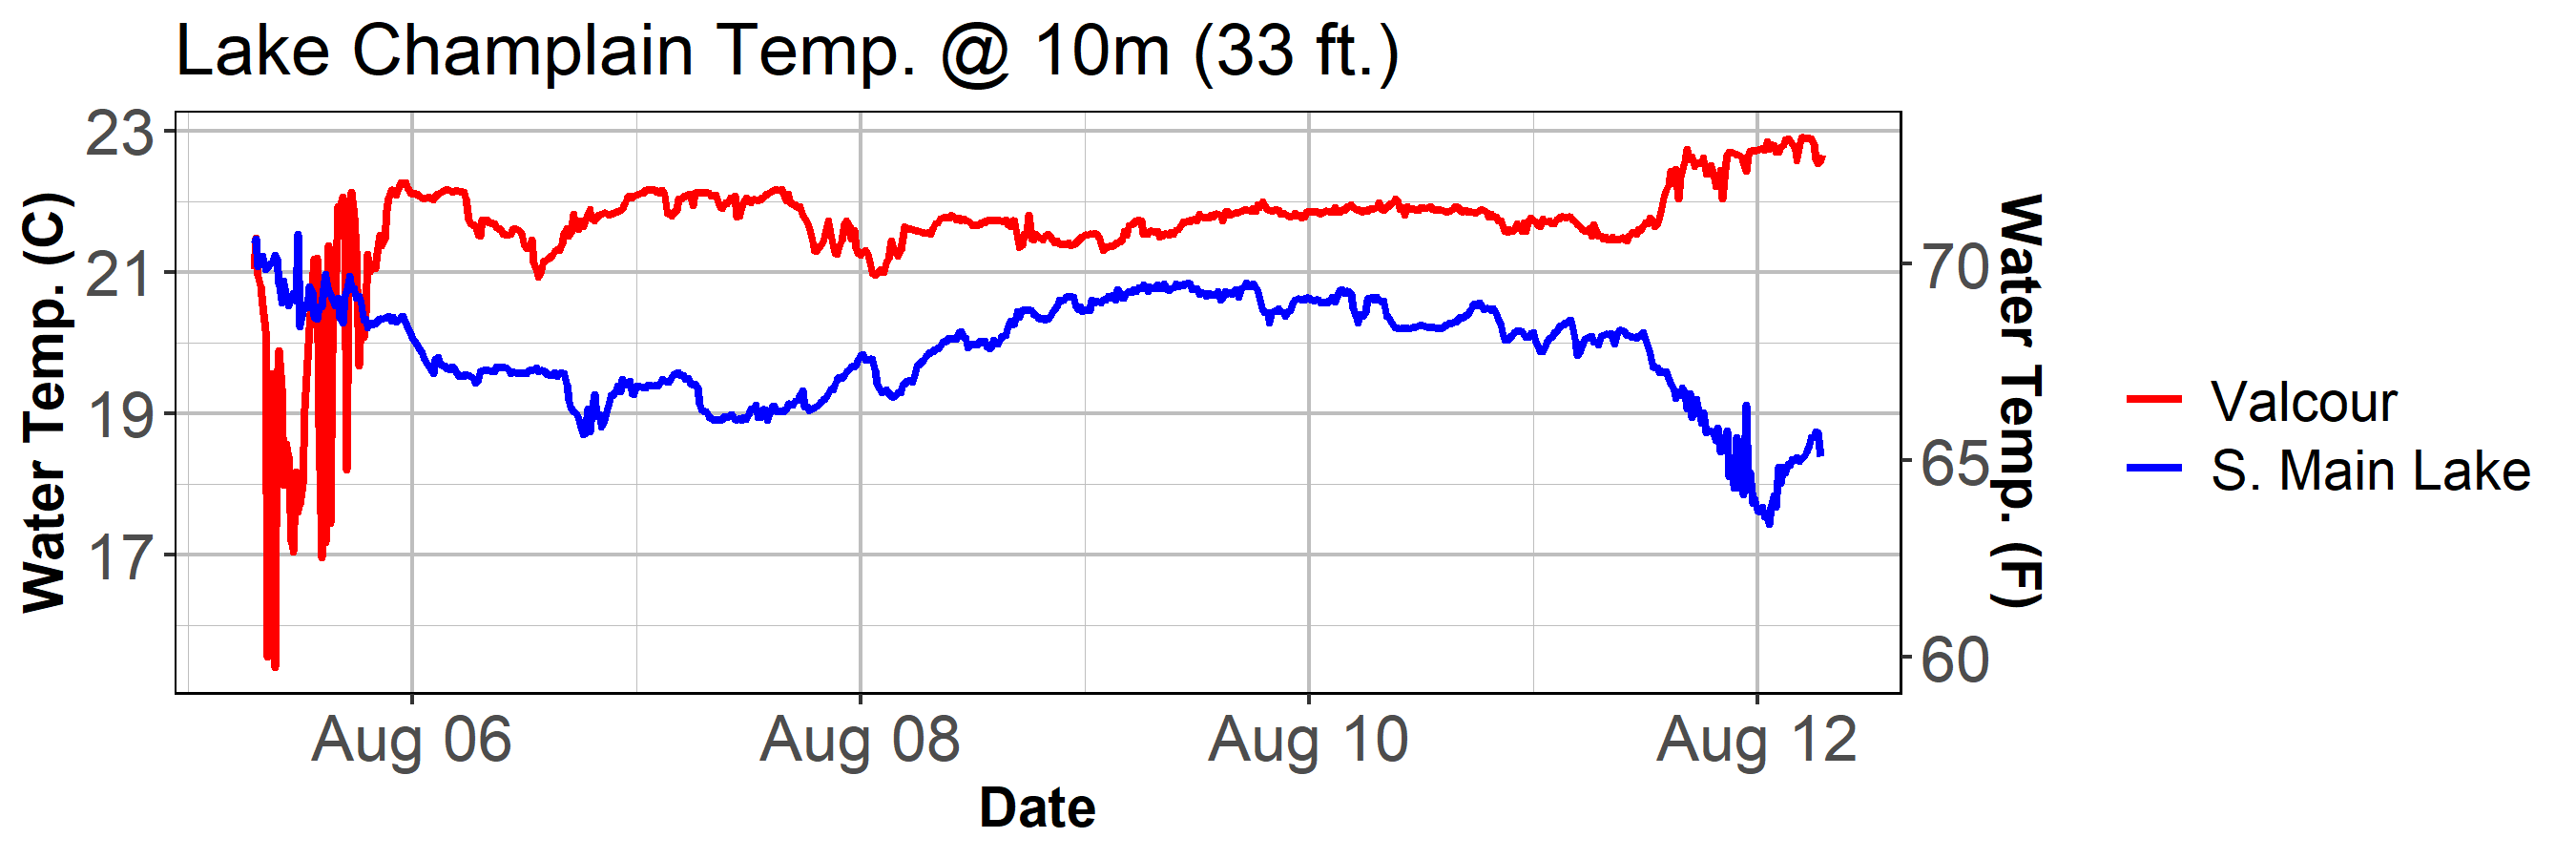 Lake Champlain Temp. @ 10m (33 ft.)
Water Temp. (C)
23
21
19
17
70
65
60
Water Temp. (F)
Aug 06
Aug 08
Aug 10
Aug 12
Date
Valcour
S. Main Lake